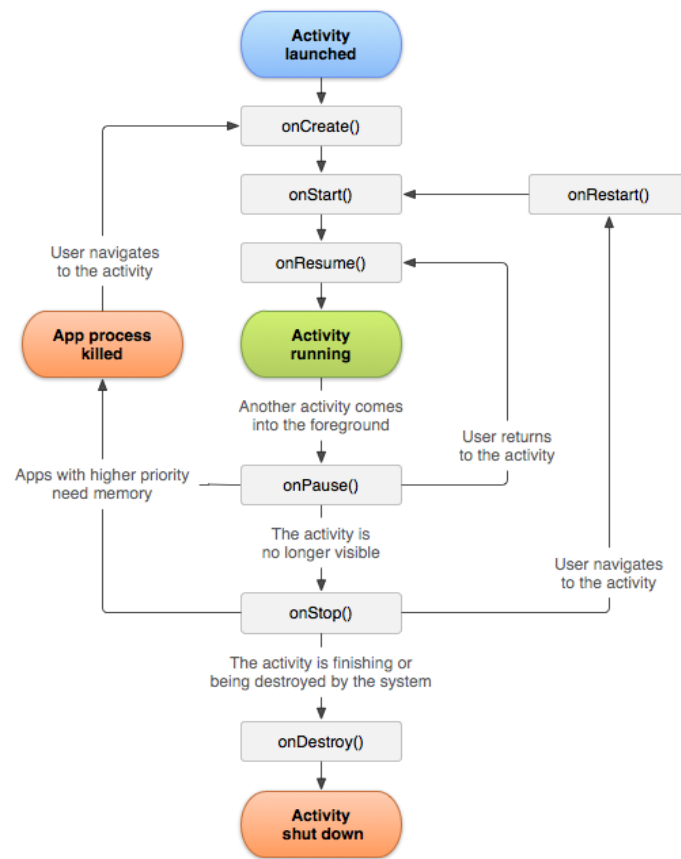 Activity
launched
onCreate()
onStart()
onRestart()
User navigates
to the activity
onResume()
App process
killed
Activity
running
Another activity comes
into the foreground
User returns
to the activity
Apps with higher priority
need memory
onPause()
The activity is
no longer visible
User navigates
to the activity
onStop()
The activity is finishing or
being destroyed by the system
onDestroy()
Activity
shut down